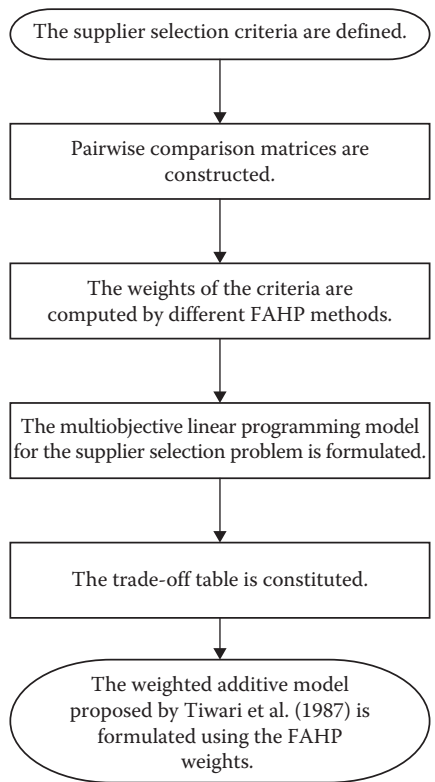 The supplier selection criteria are defined.
Pairwise comparison matrices are
constructed.
The weights of the criteria are
computed by different FAHP methods.
The multiobjective linear programming model
for the supplier selection problem is formulated.
The trade-off table is constituted.
The weighted additive model
proposed by Tiwari et al. (1987) is
formulated using the FAHP
weights.